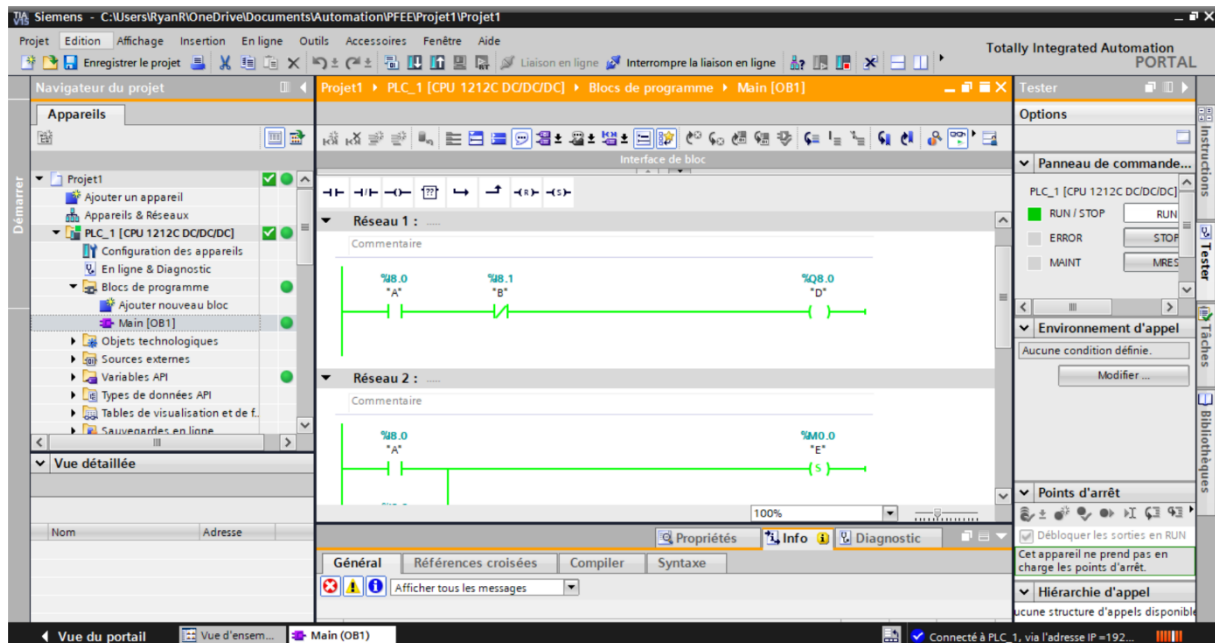 Siemens - C:\Users\RyanR\OneDrive\Documents\Automation\PFEE\Projet1\Projet1
Projet Edition Affichage Insertion En ligne Outils Accessoires Fenêtre Aide
Totally Integrated Automation
PORTAL
Enregistrer le projet
Liaison en ligne
Interrompre la liaison en ligne
Navigateur du projet
Appareils
Démarrer
Projet1
Ajouter un appareil
Appareils & Réseaux
PLC_1 [CPU 1212C DC/DC/DC]
Configuration des appareils
En ligne & Diagnostic
Blocs de programme
Ajouter nouveau bloc
Main [OB1]
Objets technologiques
Sources externes
Variables API
Types de données API
Tables de visualisation et de f..
Sauvegardes en ligne
Vue détaillée
Nom Adresse
Projet1 PLC_1 [CPU 1212C DC/DC/DC] Blocs de programme Main [OB1]
Interface de bloc
Réseau 1 : .....
Commentaire
%I8.0 %I8.1 %Q8.0
"A" "B" "D"
Réseau 2 : .....
Commentaire
%I8.0 %M0.0
"A" "E"
S
100%
Propriétés Info Diagnostic
Général Références croisées Compiler Syntaxe
Afficher tous les messages
Tester
Options
Panneau de commande...
PLC_1 [CPU 1212C DC/DC/DC]
RUN / STOP RUN
ERROR STOP
MAINT MRES
Environnement d'appel
Aucune condition définie.
Modifier ...
Points d'arrêt
Débloquer les sorties en RUN
Cet appareil ne prend pas en
charge les points d'arrêt.
Hiérarchie d'appel
ucune structure d'appels disponible
Instructions
Tester
Tâches
Bibliothèques
Vue du portail
Vue d'ensem...
Main (OB1)
Connecté à PLC_1, via l'adresse IP =192...